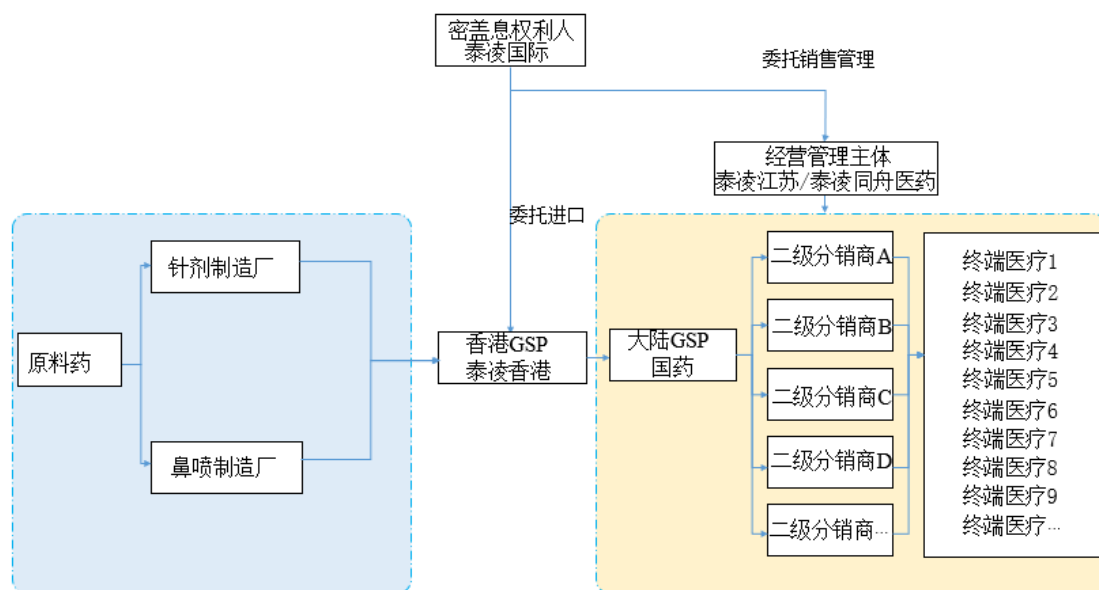 密盖息权利人
泰凌国际
委托销售管理
经营管理主体
泰凌江苏/泰凌同舟医药
委托进口
针剂制造厂
原料药
鼻喷制造厂
香港GSP
泰凌香港
大陆GSP
国药
二级分销商A
二级分销商B
二级分销商C
二级分销商D
二级分销商…
终端医疗1
终端医疗2
终端医疗3
终端医疗4
终端医疗5
终端医疗6
终端医疗7
终端医疗8
终端医疗9
终端医疗…